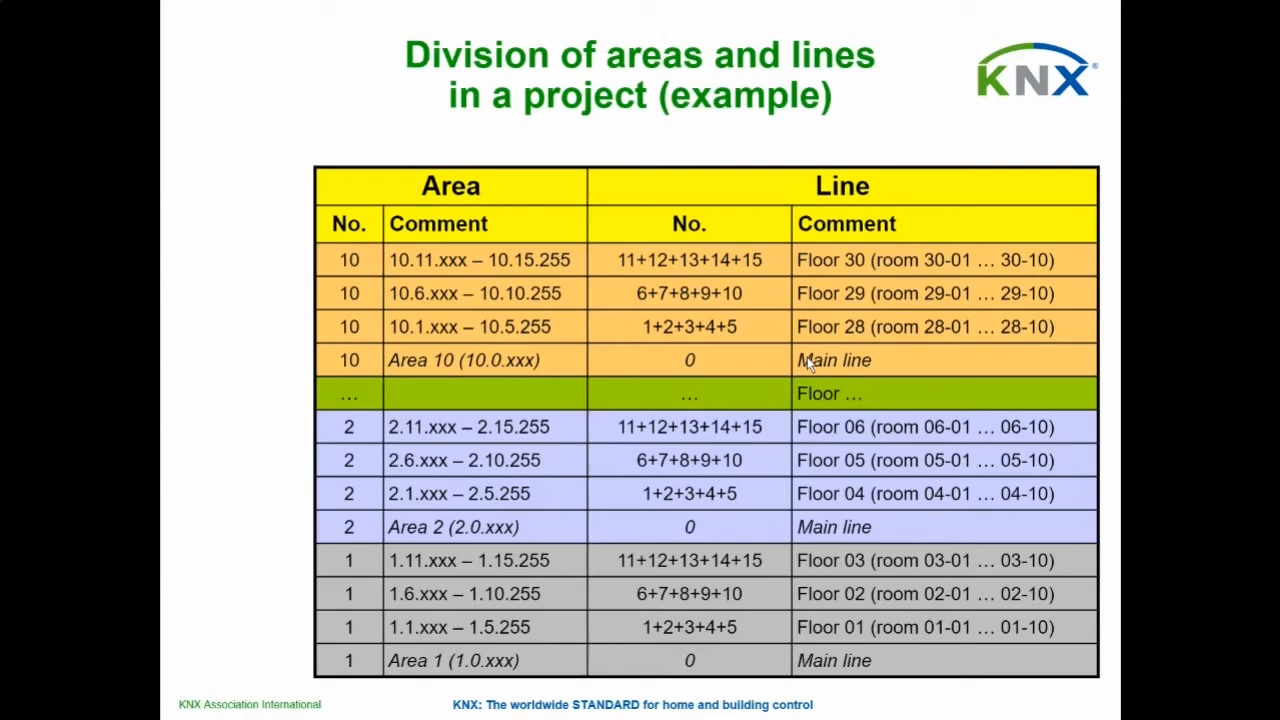 Division of areas and lines
in a project (example)
KNX®
Area Line
No. Comment No. Comment
10 10.11.xxx – 10.15.255 11+12+13+14+15 Floor 30 (room 30-01 … 30-10)
10 10.6.xxx – 10.10.255 6+7+8+9+10 Floor 29 (room 29-01 … 29-10)
10 10.1.xxx – 10.5.255 1+2+3+4+5 Floor 28 (room 28-01 … 28-10)
10 Area 10 (10.0.xxx) 0 Main line
… … Floor …
2 2.11.xxx – 2.15.255 11+12+13+14+15 Floor 06 (room 06-01 … 06-10)
2 2.6.xxx – 2.10.255 6+7+8+9+10 Floor 05 (room 05-01 … 05-10)
2 2.1.xxx – 2.5.255 1+2+3+4+5 Floor 04 (room 04-01 … 04-10)
2 Area 2 (2.0.xxx) 0 Main line
1 1.11.xxx – 1.15.255 11+12+13+14+15 Floor 03 (room 03-01 … 03-10)
1 1.6.xxx – 1.10.255 6+7+8+9+10 Floor 02 (room 02-01 … 02-10)
1 1.1.xxx – 1.5.255 1+2+3+4+5 Floor 01 (room 01-01 … 01-10)
1 Area 1 (1.0.xxx) 0 Main line
KNX Association International KNX: The worldwide STANDARD for home and building control